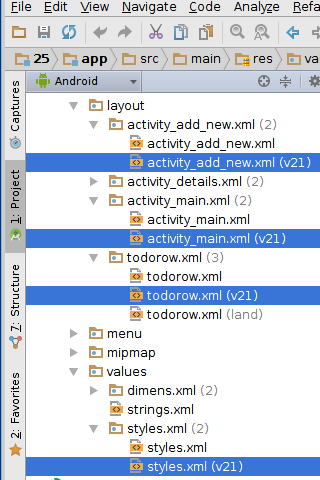 File Edit View Navigate Code Analyze
25 app src main res
Android
layout
activity_add_new.xml (2)
activity_add_new.xml
activity_add_new.xml (v21)
activity_details.xml (2)
activity_main.xml (2)
activity_main.xml
activity_main.xml (v21)
todorow.xml (3)
todorow.xml
todorow.xml (v21)
todorow.xml (land)
menu
mipmap
values
dimens.xml (2)
strings.xml
styles.xml (2)
styles.xml
styles.xml (v21)
Captures
1: Project
7: Structure
2: Favorites